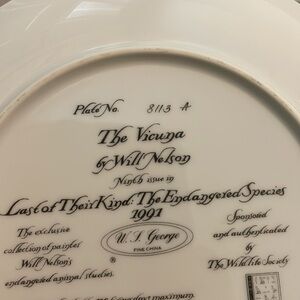 Plate No. 8113 A
The Vicuna
by Will Nelson
Ninth issue in
Last of Their Kind: The Endangered Species
1991
The exclusive
collection of
Will Nelson's
endangered animal studies.
W. S. George
FINE CHINA
®
Sponsored
and authenticated
by
The Wildlife Society
maximum